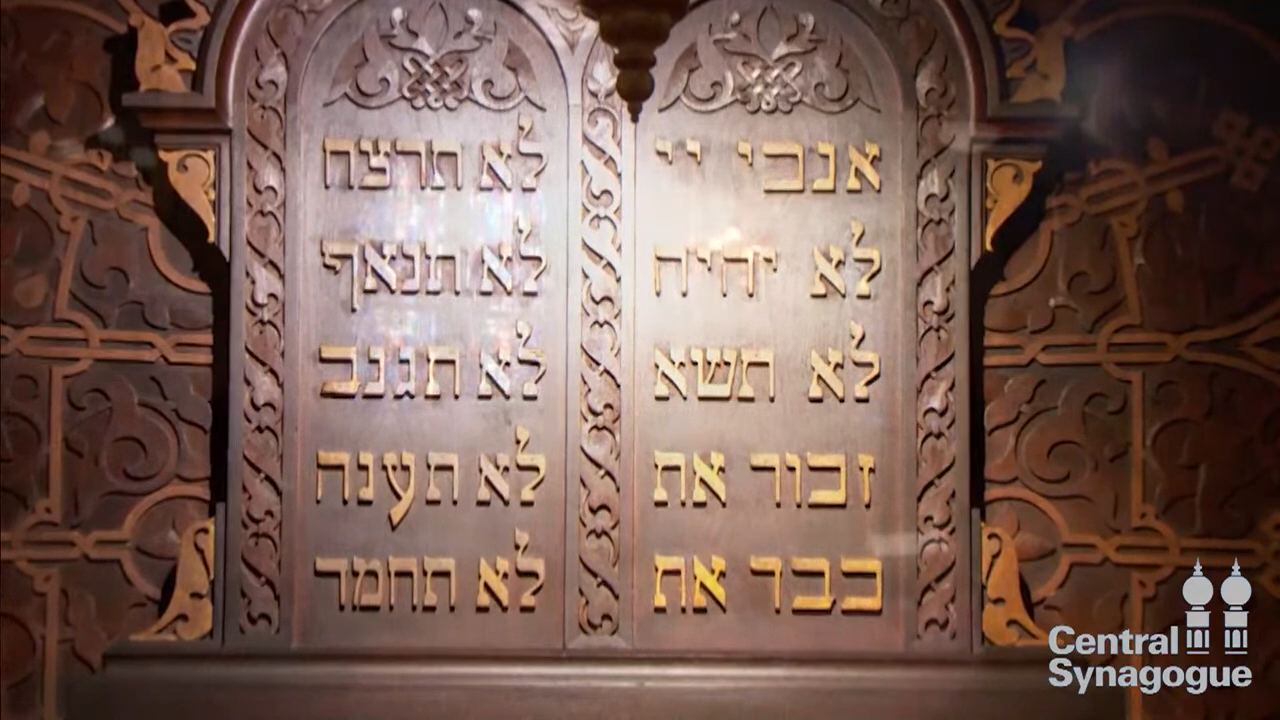 אנכי יי
לא יהיה
לא תשא
זכור את
כבד את
לא תרצח
לא תנאף
לא תגנב
לא תענה
לא תחמד
Central
Synagogue